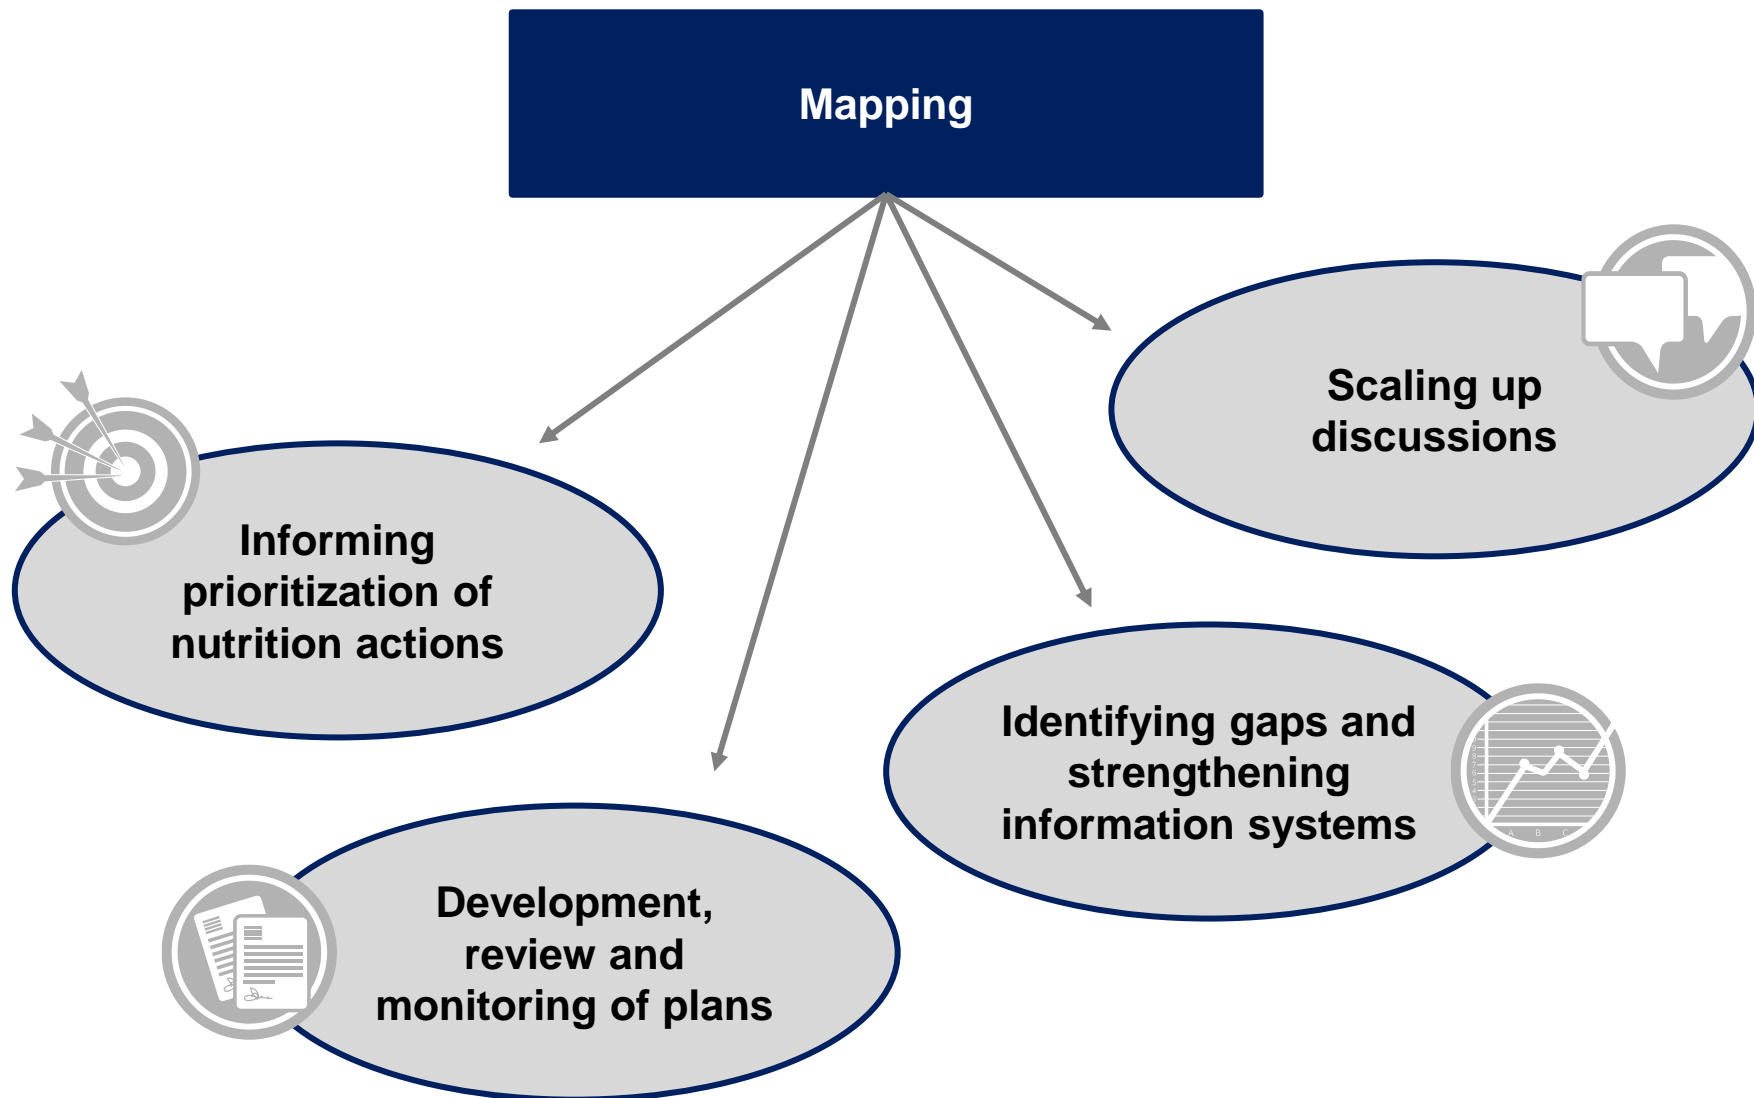 Mapping
Scaling up
discussions
Informing
prioritization of
nutrition actions
Identifying gaps and
strengthening
information systems
A B C
Development,
review and
monitoring of plans